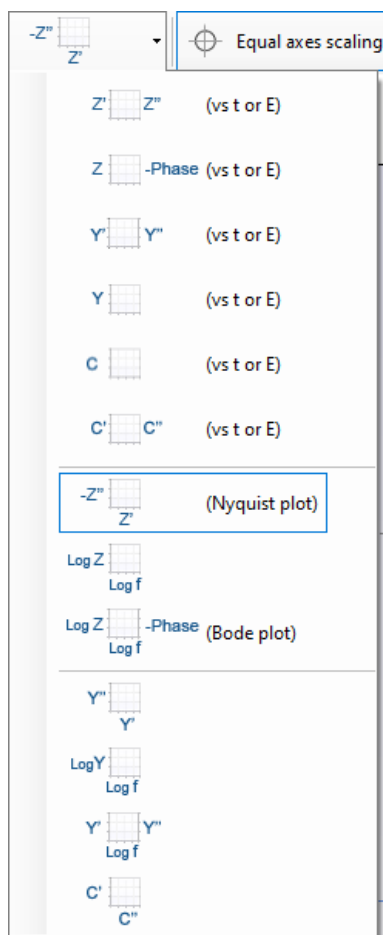 -Z" Equal axes scaling
Z'
Z' Z" (vs t or E)
Z -Phase (vs t or E)
Y' Y" (vs t or E)
Y (vs t or E)
C (vs t or E)
C' C" (vs t or E)
-Z" (Nyquist plot)
Z'
Log Z
Log f
Log Z -Phase (Bode plot)
Log f
Y"
Y'
LogY
Log f
Y' Y"
Log f
C'
C"